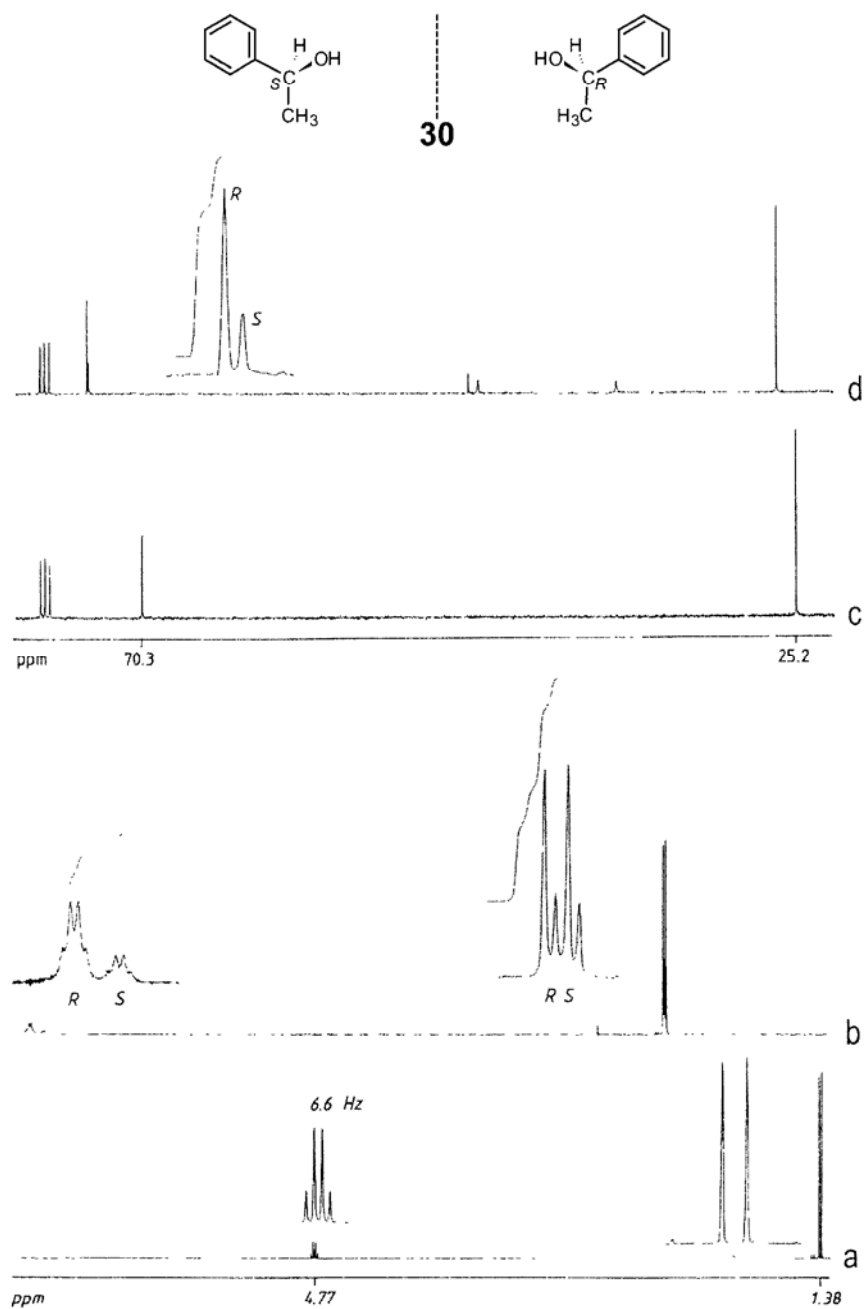 H H
OH HO
S C C R
CH₃ H₃C
30
R
S
d
c
ppm 70.3 25.2
R S
R S
b
6.6 Hz
a
ppm 4.77 1.38